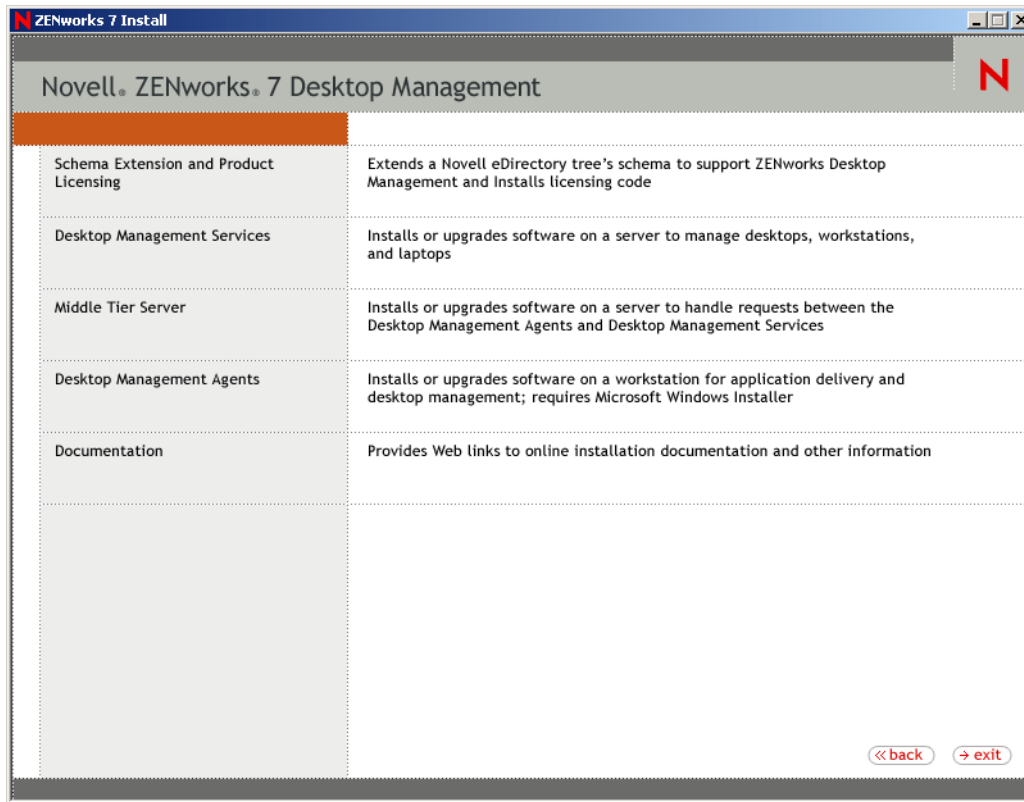 ZENworks 7 Install
Novell® ZENworks® 7 Desktop Management
N
Schema Extension and Product
Licensing
Extends a Novell eDirectory tree's schema to support ZENworks Desktop
Management and Installs licensing code
Desktop Management Services
Installs or upgrades software on a server to manage desktops, workstations,
and laptops
Middle Tier Server
Installs or upgrades software on a server to handle requests between the
Desktop Management Agents and Desktop Management Services
Desktop Management Agents
Installs or upgrades software on a workstation for application delivery and
desktop management; requires Microsoft Windows Installer
Documentation
Provides Web links to online installation documentation and other information
« back
→ exit